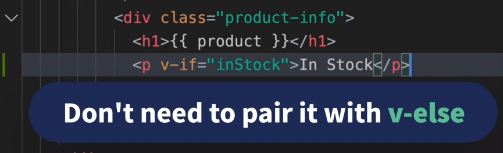 <div class="product-info">
<h1>{{ product }}</h1>
<p v-if="inStock">In Stock</p>
Don't need to pair it with v-else